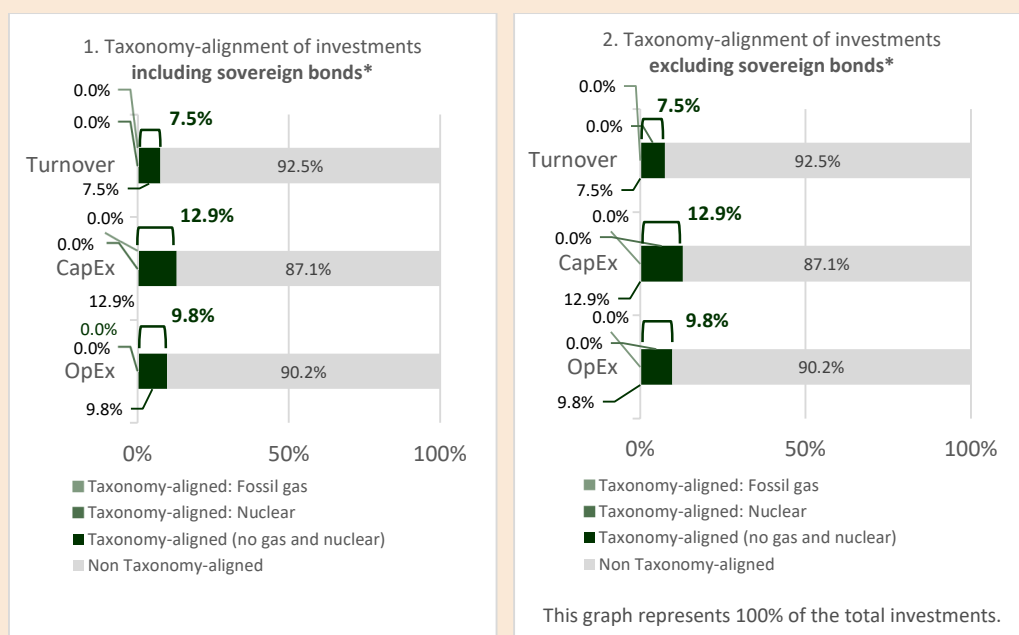 1. Taxonomy-alignment of investments
including sovereign bonds*
0.0%
0.0%
7.5%
Turnover
92.5%
7.5%
0.0%
12.9%
0.0%
CapEx
87.1%
12.9%
0.0%
9.8%
0.0%
OpEx
90.2%
9.8%
0% 50% 100%
Taxonomy-aligned: Fossil gas
Taxonomy-aligned: Nuclear
Taxonomy-aligned (no gas and nuclear)
Non Taxonomy-aligned
2. Taxonomy-alignment of investments
excluding sovereign bonds*
0.0%
7.5%
0.0%
Turnover
92.5%
7.5%
0.0%
12.9%
0.0%
CapEx
87.1%
12.9%
0.0%
9.8%
0.0%
OpEx
90.2%
9.8%
0% 50% 100%
Taxonomy-aligned: Fossil gas
Taxonomy-aligned: Nuclear
Taxonomy-aligned (no gas and nuclear)
Non Taxonomy-aligned
This graph represents 100% of the total investments.